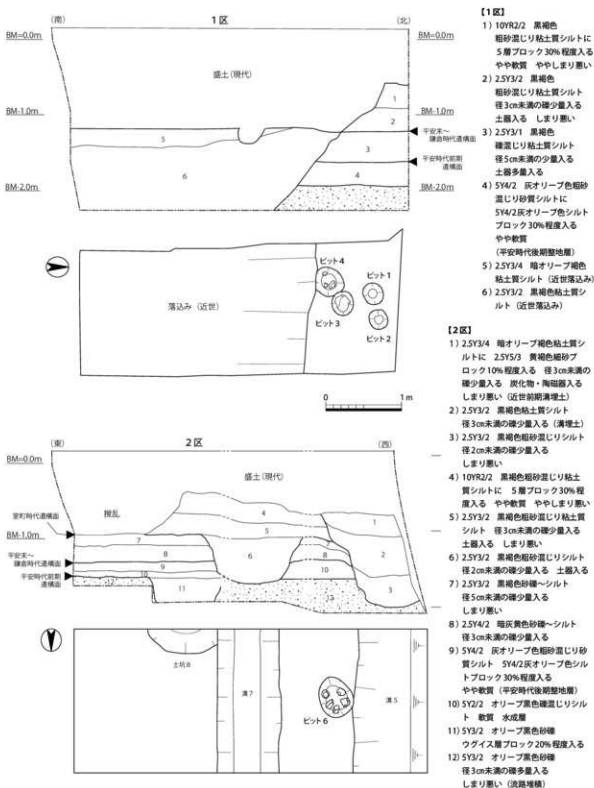 1区
(南)
(北)
BM=0.0m
BM=0.0m
盛土(現代)
BM-1.0m
BM-1.0m
BM-2.0m
BM-2.0m
1
2
3
4
5
6
平安末〜
鎌倉時代遺構面
平安時代前期
遺構面
落込み(近世)
ピット4
ピット1
ピット3
ピット2
0
1m
2区
(東)
(西)
BM=0.0m
盛土(現代)
室町時代遺構面
撹乱
BM-1.0m
平安末〜
鎌倉時代遺構面
平安時代前期
遺構面
4
5
1
7
8
9
10
6
8
10
2
11
3
土坑8
溝7
ピット6
溝5
【1区】
1)10YR2/2 黒褐色
粗砂混じり粘土質シルトに
5層ブロック30%程度入る
やや軟質 ややしまり悪い
2)2.5Y3/2 黒褐色
粗砂混じり粘土質シルト
径3cm未満の礫少量入る
土器入る しまり悪い
3)2.5Y3/1 黒褐色
礫混じり粘土質シルト
径5cm未満の少量入る
土器多量入る
4)5Y4/2 灰オリーブ色粗砂
混じり砂質シルトに
5Y4/2灰オリーブ色シルト
ブロック30%程度入る
やや軟質
(平安時代後期整地層)
5)2.5Y3/4 暗オリーブ褐色
粘土質シルト(近世落込み)
6)2.5Y3/2 黒褐色粘土質シ
ルト(近世落込み)
【2区】
1)2.5Y3/4 暗オリーブ褐色粘土質シ
ルトに 2.5Y5/3 黄褐色細砂ブ
ロック10%程度入る 径3cm未満の
礫少量入る 炭化物・陶磁器入る
しまり悪い(近世前期溝埋土)
2)2.5Y3/2 黒褐色粘土質シルト
径3cm未満の礫少量入る(溝埋土)
3)2.5Y3/2 黒褐色粗砂混じりシルト
径2cm未満の礫少量入る
しまり悪い
4)10YR2/2 黒褐色粗砂混じり粘土
質シルトに 5層ブロック30%程
度入る やや軟質 ややしまり悪い
5)2.5Y3/2 黒褐色粗砂混じり粘土質
シルト 径3cm未満の礫少量入る
土器入る しまり悪い
6)2.5Y3/2 黒褐色粗砂混じりシルト
径2cm未満の礫少量入る 土器入る
7)2.5Y3/2 黒褐色砂礫〜シルト
径5cm未満の礫少量入る
しまり悪い
8)2.5Y4/2 暗灰黄色砂礫〜シルト
径3cm未満の礫少量入る
9)5Y4/2 灰オリーブ色粗砂混じり砂
質シルト 5Y4/2灰オリーブ色シル
トブロック30%程度入る
やや軟質(平安時代後期整地層)
10)5Y2/2 オリーブ黒色礫混じりシル
ト 軟質 水成層
11)5Y3/2 オリーブ黒色砂礫
ウグイス層ブロック20%程度入る
12)5Y3/2 オリーブ黒色砂礫
径3cm未満の礫多量入る
しまり悪い(流路堆積)